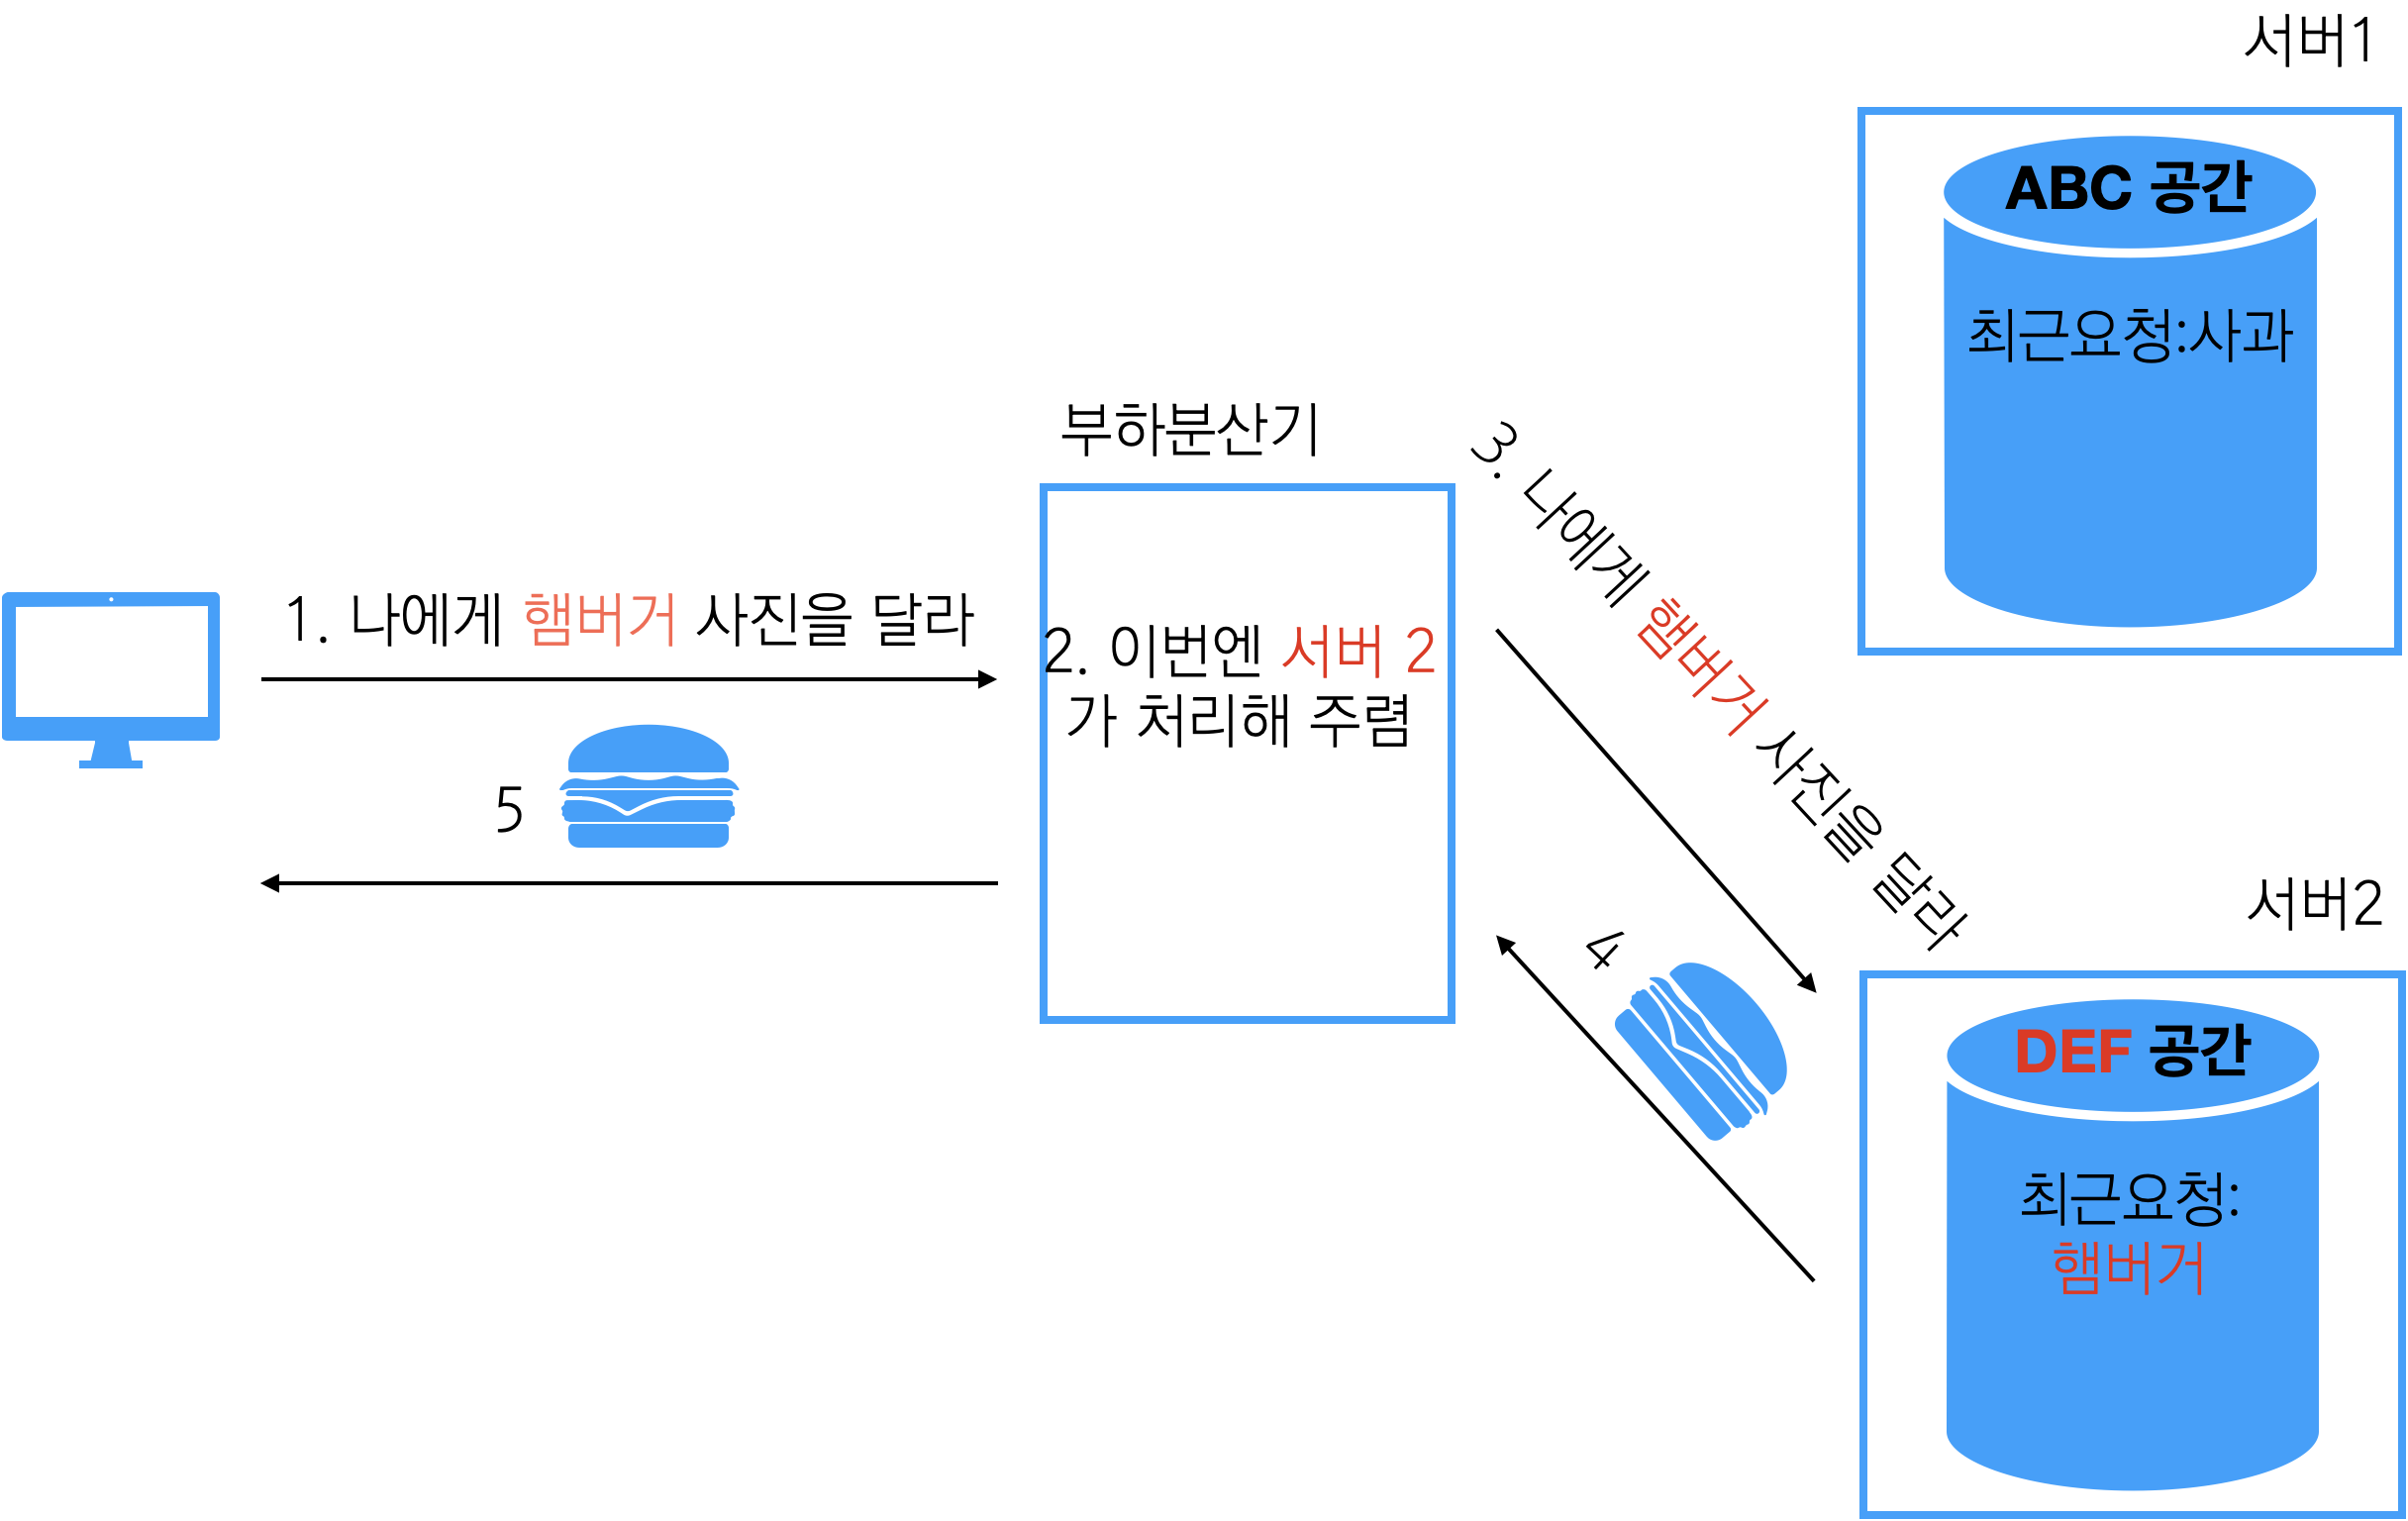 서버1
ABC 공간
최근요청:사과
부하분산기
1. 나에게 햄버거 사진을 달라
2. 이번엔 서버 2
가 처리해 주렴
3. 나에게 햄버거 사진을 달라
5
4
서버2
DEF 공간
최근요청:
햄버거